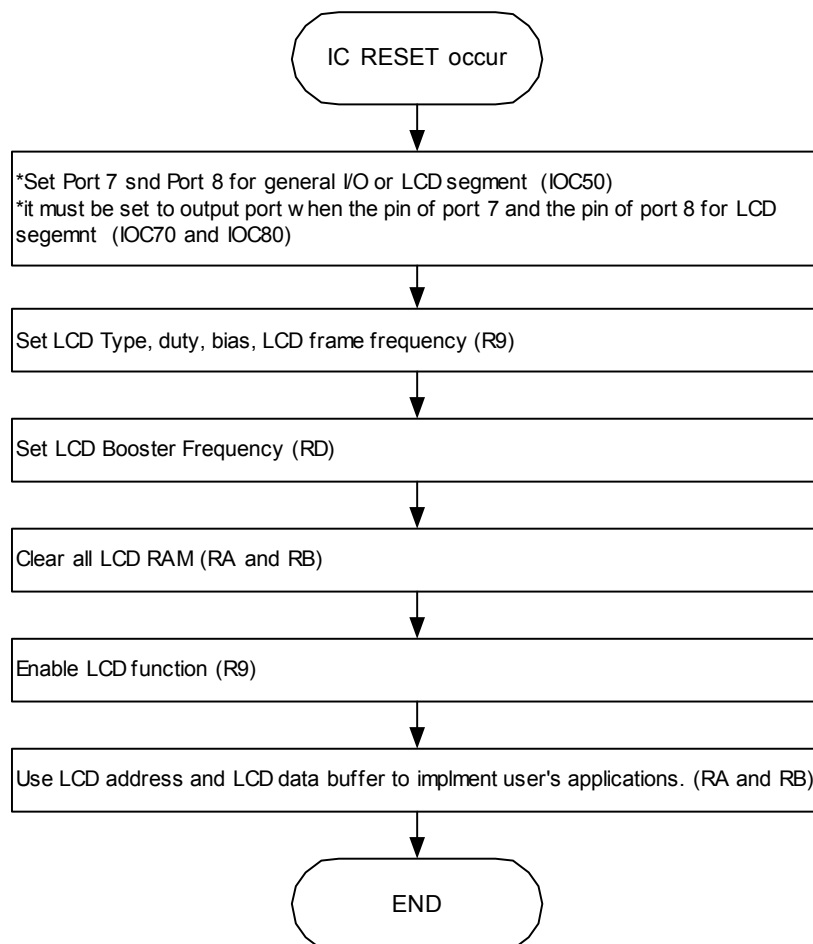 IC RESET occur
*Set Port 7 snd Port 8 for general I/O or LCD segment (IOC50)
*it must be set to output port when the pin of port 7 and the pin of port 8 for LCD
segemnt (IOC70 and IOC80)
Set LCD Type, duty, bias, LCD frame frequency (R9)
Set LCD Booster Frequency (RD)
Clear all LCD RAM (RA and RB)
Enable LCD function (R9)
Use LCD address and LCD data buffer to implment user's applications. (RA and RB)
END